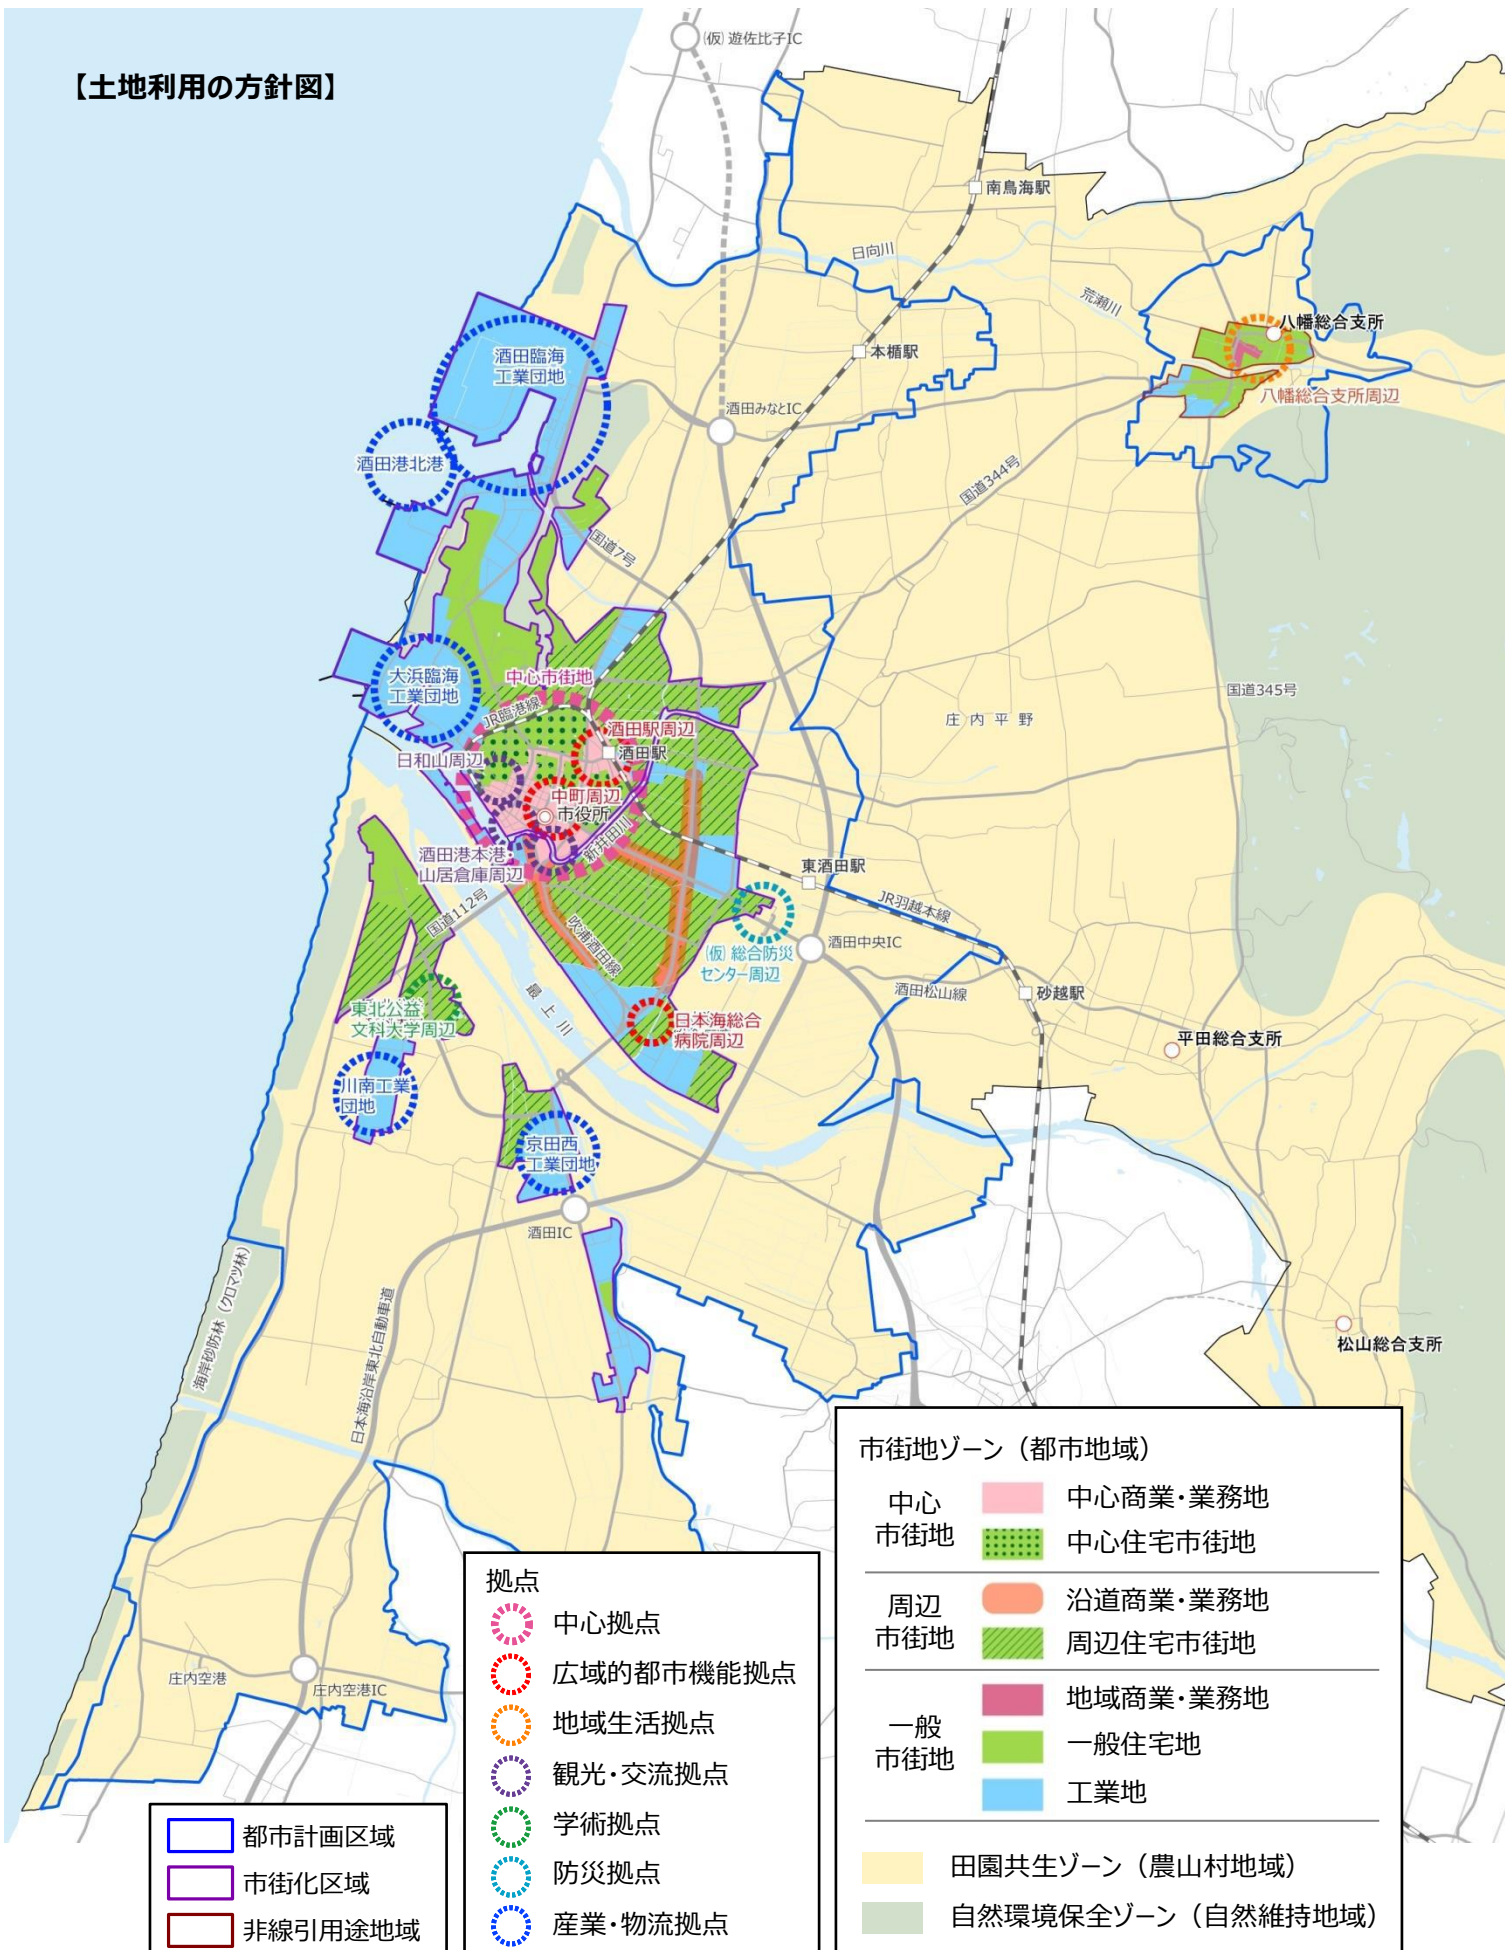 【土地利用の方針図】
(仮) 遊佐比子IC
南鳥海駅
日向川
荒瀬川
八幡総合支所
本楯駅
八幡総合支所周辺
酒田臨海
工業団地
酒田みなとIC
酒田港北港
国道344号
国道7号
大浜臨海
工業団地
中心市街地
国道345号
JR臨港線
酒田駅周辺
庄内平野
酒田駅
日和山周辺
中町周辺
市役所
新井田川
酒田港本港・
山居倉庫周辺
東酒田駅
国道112号
JR羽越本線
吹浦酒田線
(仮) 総合防災
センター周辺
酒田中央IC
酒田松山線
砂越駅
最上川
東北公益
文科大学周辺
日本海総合
病院周辺
平田総合支所
川南工業
団地
京田西
工業団地
酒田IC
海岸砂防林（クロマツ林）
日本海沿岸東北自動車道
松山総合支所
庄内空港
庄内空港IC
都市計画区域
市街化区域
非線引用途地域
拠点
中心拠点
広域的都市機能拠点
地域生活拠点
観光・交流拠点
学術拠点
防災拠点
産業・物流拠点
市街地ゾーン（都市地域）
中心
市街地
中心商業・業務地
中心住宅市街地
周辺
市街地
沿道商業・業務地
周辺住宅市街地
一般
市街地
地域商業・業務地
一般住宅地
工業地
田園共生ゾーン（農山村地域）
自然環境保全ゾーン（自然維持地域）